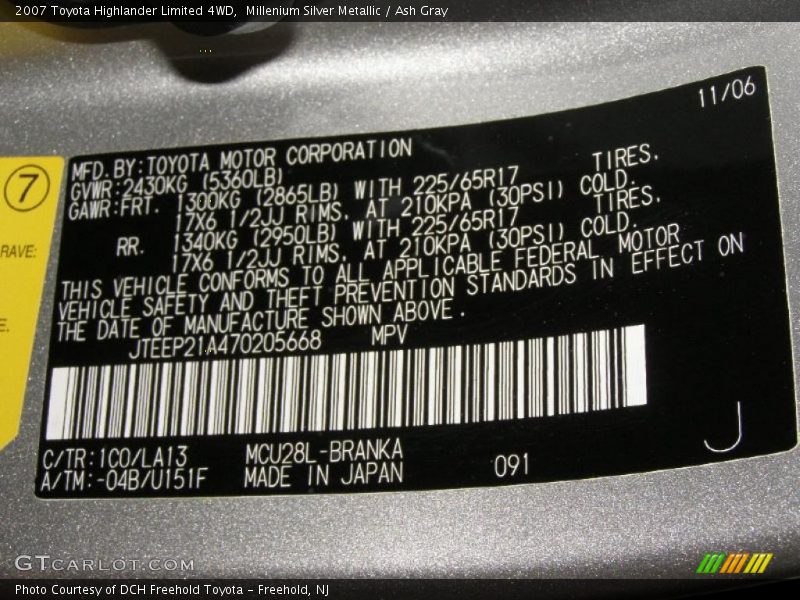 2007 Toyota Highlander Limited 4WD, Millenium Silver Metallic / Ash Gray
11/06
MFD.BY:TOYOTA MOTOR CORPORATION
GVWR:2430KG (5360LB)
GAWR:FRT. 1300KG (2865LB) WITH 225/65R17 TIRES.
17X6 1/2JJ RIMS. AT 210KPA (30PSI) COLD.
RR. 1340KG (2950LB) WITH 225/65R17 TIRES.
17X6 1/2JJ RIMS. AT 210KPA (30PSI) COLD.
THIS VEHICLE CONFORMS TO ALL APPLICABLE FEDERAL MOTOR
VEHICLE SAFETY AND THEFT PREVENTION STANDARDS IN EFFECT ON
THE DATE OF MANUFACTURE SHOWN ABOVE.
JTEEP21A470205668 MPV
C/TR:1C0/LA13 MCU28L-BRANKA
A/TM:-04B/U151F MADE IN JAPAN 091
J
7
RAVE:
E.
GTCARLOT.COM
Photo Courtesy of DCH Freehold Toyota - Freehold, NJ